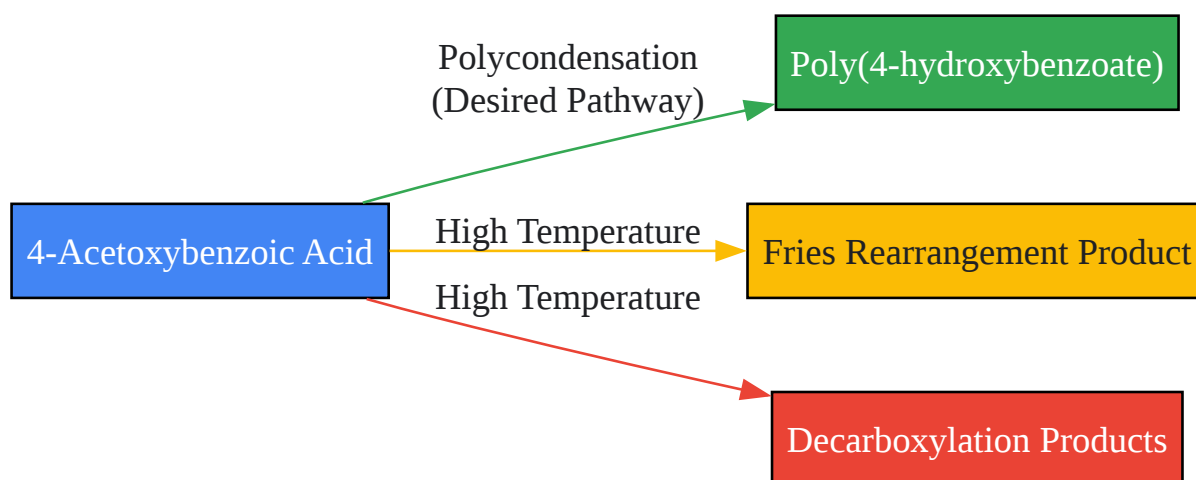 Polycondensation
(Desired Pathway)
Poly(4-hydroxybenzoate)
4-Acetoxybenzoic Acid
High Temperature
Fries Rearrangement Product
High Temperature
Decarboxylation Products